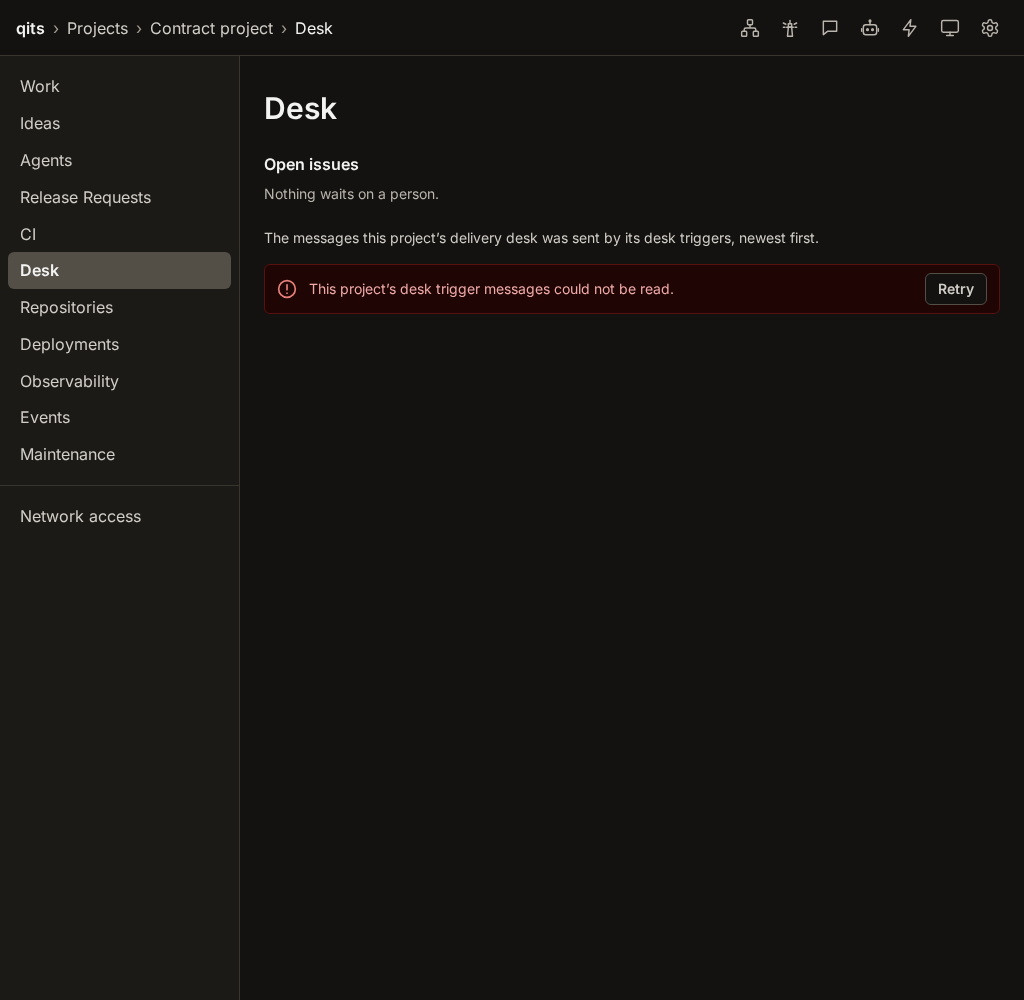 qits › Projects › Contract project › Desk
Work
Ideas
Agents
Release Requests
CI
Desk
Repositories
Deployments
Observability
Events
Maintenance
Network access
Desk
Open issues
Nothing waits on a person.
The messages this project’s delivery desk was sent by its desk triggers, newest first.
This project’s desk trigger messages could not be read.
Retry